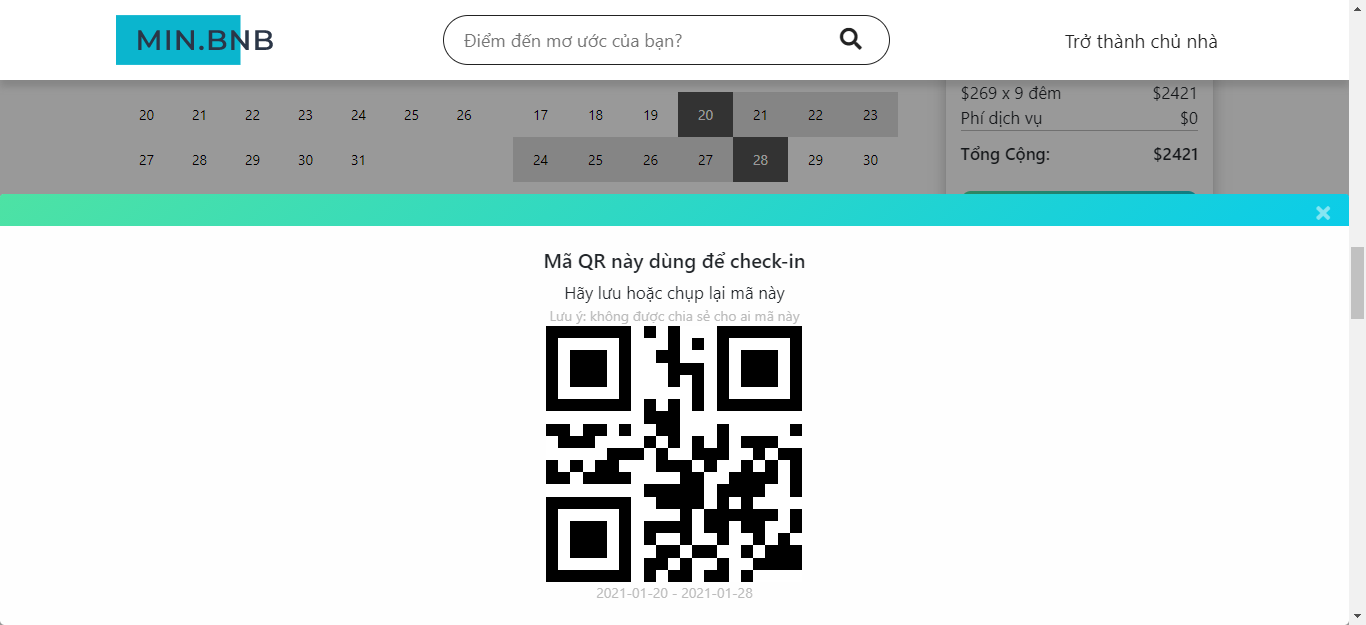 MIN.BNB
Điểm đến mơ ước của bạn?
Trở thành chủ nhà
20 21 22 23 24 25 26
17 18 19 20 21 22 23
27 28 29 30 31
24 25 26 27 28 29 30
$269 x 9 đêm $2421
Phí dịch vụ $0
Tổng Cộng: $2421
×
Mã QR này dùng để check-in
Hãy lưu hoặc chụp lại mã này
Lưu ý: không được chia sẻ cho ai mã này
2021-01-20 - 2021-01-28